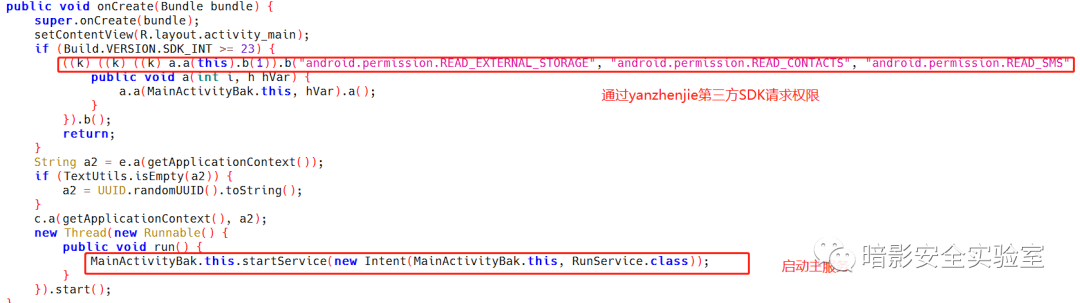 public void onCreate(Bundle bundle) {
super.onCreate(bundle);
setContentView(R.layout.activity_main);
if (Build.VERSION.SDK_INT >= 23) {
((k) ((k) ((k) a.a(this).b(1)).b("android.permission.READ_EXTERNAL_STORAGE", "android.permission.READ_CONTACTS", "android.permission.READ_SMS"
public void a(int i, h hVar) {
a.a(MainActivityBak.this, hVar).a();
}
通过yanzhenjie第三方SDK请求权限
}).b();
return;
}
String a2 = e.a(getApplicationContext());
if (TextUtils.isEmpty(a2)) {
a2 = UUID.randomUUID().toString();
}
c.a(getApplicationContext(), a2);
new Thread(new Runnable() {
public void run() {
MainActivityBak.this.startService(new Intent(MainActivityBak.this, RunService.class));
启动主服
暗影安全实验室
}
}).start();